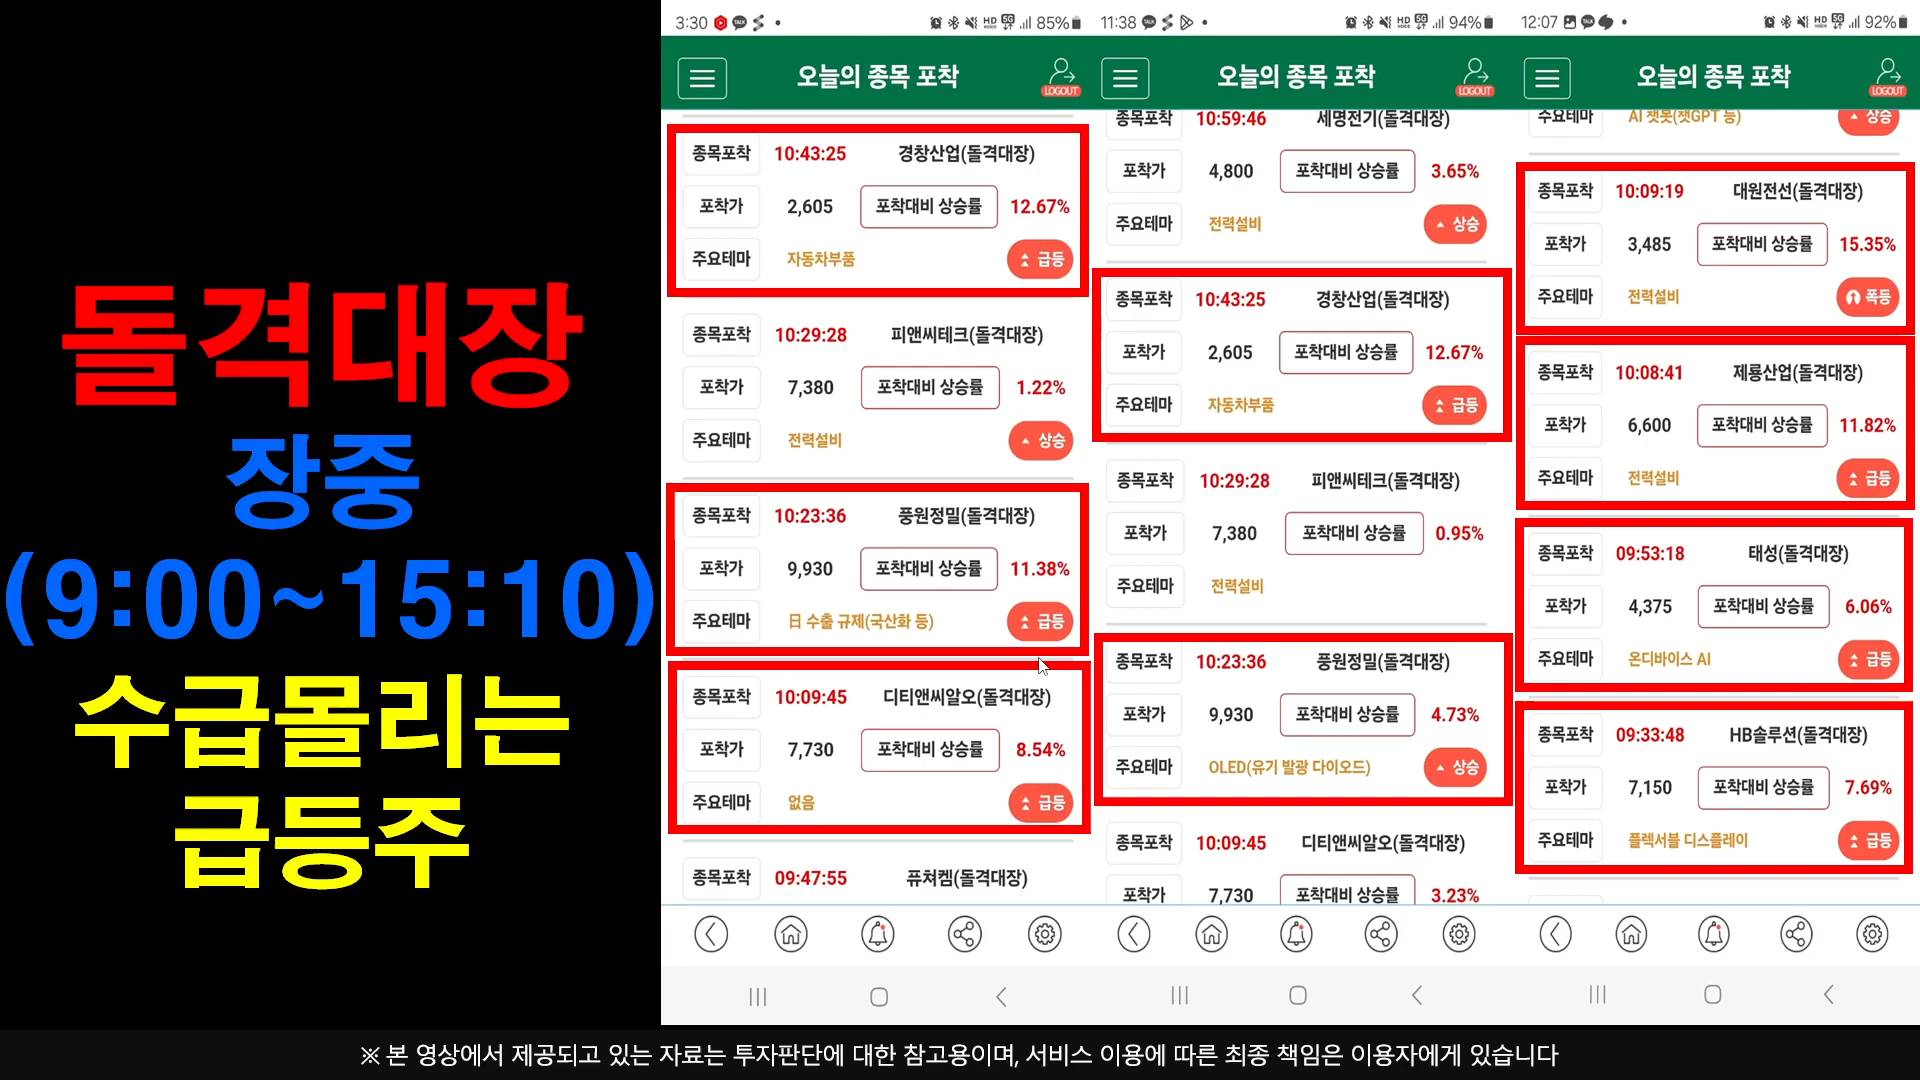 돌격대장
장중
(9:00~15:10)
수급몰리는
급등주
3:30 85%
오늘의 종목 포착
LOGOUT
종목포착 10:43:25 경창산업(돌격대장)
포착가 2,605 포착대비 상승률 12.67%
주요테마 자동차부품 급등
종목포착 10:29:28 피앤씨테크(돌격대장)
포착가 7,380 포착대비 상승률 1.22%
주요테마 전력설비 상승
종목포착 10:23:36 풍원정밀(돌격대장)
포착가 9,930 포착대비 상승률 11.38%
주요테마 日 수출 규제(국산화 등) 급등
종목포착 10:09:45 디티앤씨알오(돌격대장)
포착가 7,730 포착대비 상승률 8.54%
주요테마 없음 급등
종목포착 09:47:55 퓨쳐켐(돌격대장)
11:38 94%
오늘의 종목 포착
LOGOUT
종목포착 10:59:46 세명전기(돌격대장)
포착가 4,800 포착대비 상승률 3.65%
주요테마 전력설비 상승
종목포착 10:43:25 경창산업(돌격대장)
포착가 2,605 포착대비 상승률 12.67%
주요테마 자동차부품 급등
종목포착 10:29:28 피앤씨테크(돌격대장)
포착가 7,380 포착대비 상승률 0.95%
주요테마 전력설비
종목포착 10:23:36 풍원정밀(돌격대장)
포착가 9,930 포착대비 상승률 4.73%
주요테마 OLED(유기 발광 다이오드) 상승
종목포착 10:09:45 디티앤씨알오(돌격대장)
포착가 7,730 포착대비 상승률 3.23%
12:07 92%
오늘의 종목 포착
LOGOUT
주요테마 AI 챗봇(챗GPT 등) 상승
종목포착 10:09:19 대원전선(돌격대장)
포착가 3,485 포착대비 상승률 15.35%
주요테마 전력설비 폭등
종목포착 10:08:41 제룡산업(돌격대장)
포착가 6,600 포착대비 상승률 11.82%
주요테마 전력설비 급등
종목포착 09:53:18 태성(돌격대장)
포착가 4,375 포착대비 상승률 6.06%
주요테마 온디바이스 AI 급등
종목포착 09:33:48 HB솔루션(돌격대장)
포착가 7,150 포착대비 상승률 7.69%
주요테마 플렉서블 디스플레이 급등
※ 본 영상에서 제공되고 있는 자료는 투자판단에 대한 참고용이며, 서비스 이용에 따른 최종 책임은 이용자에게 있습니다